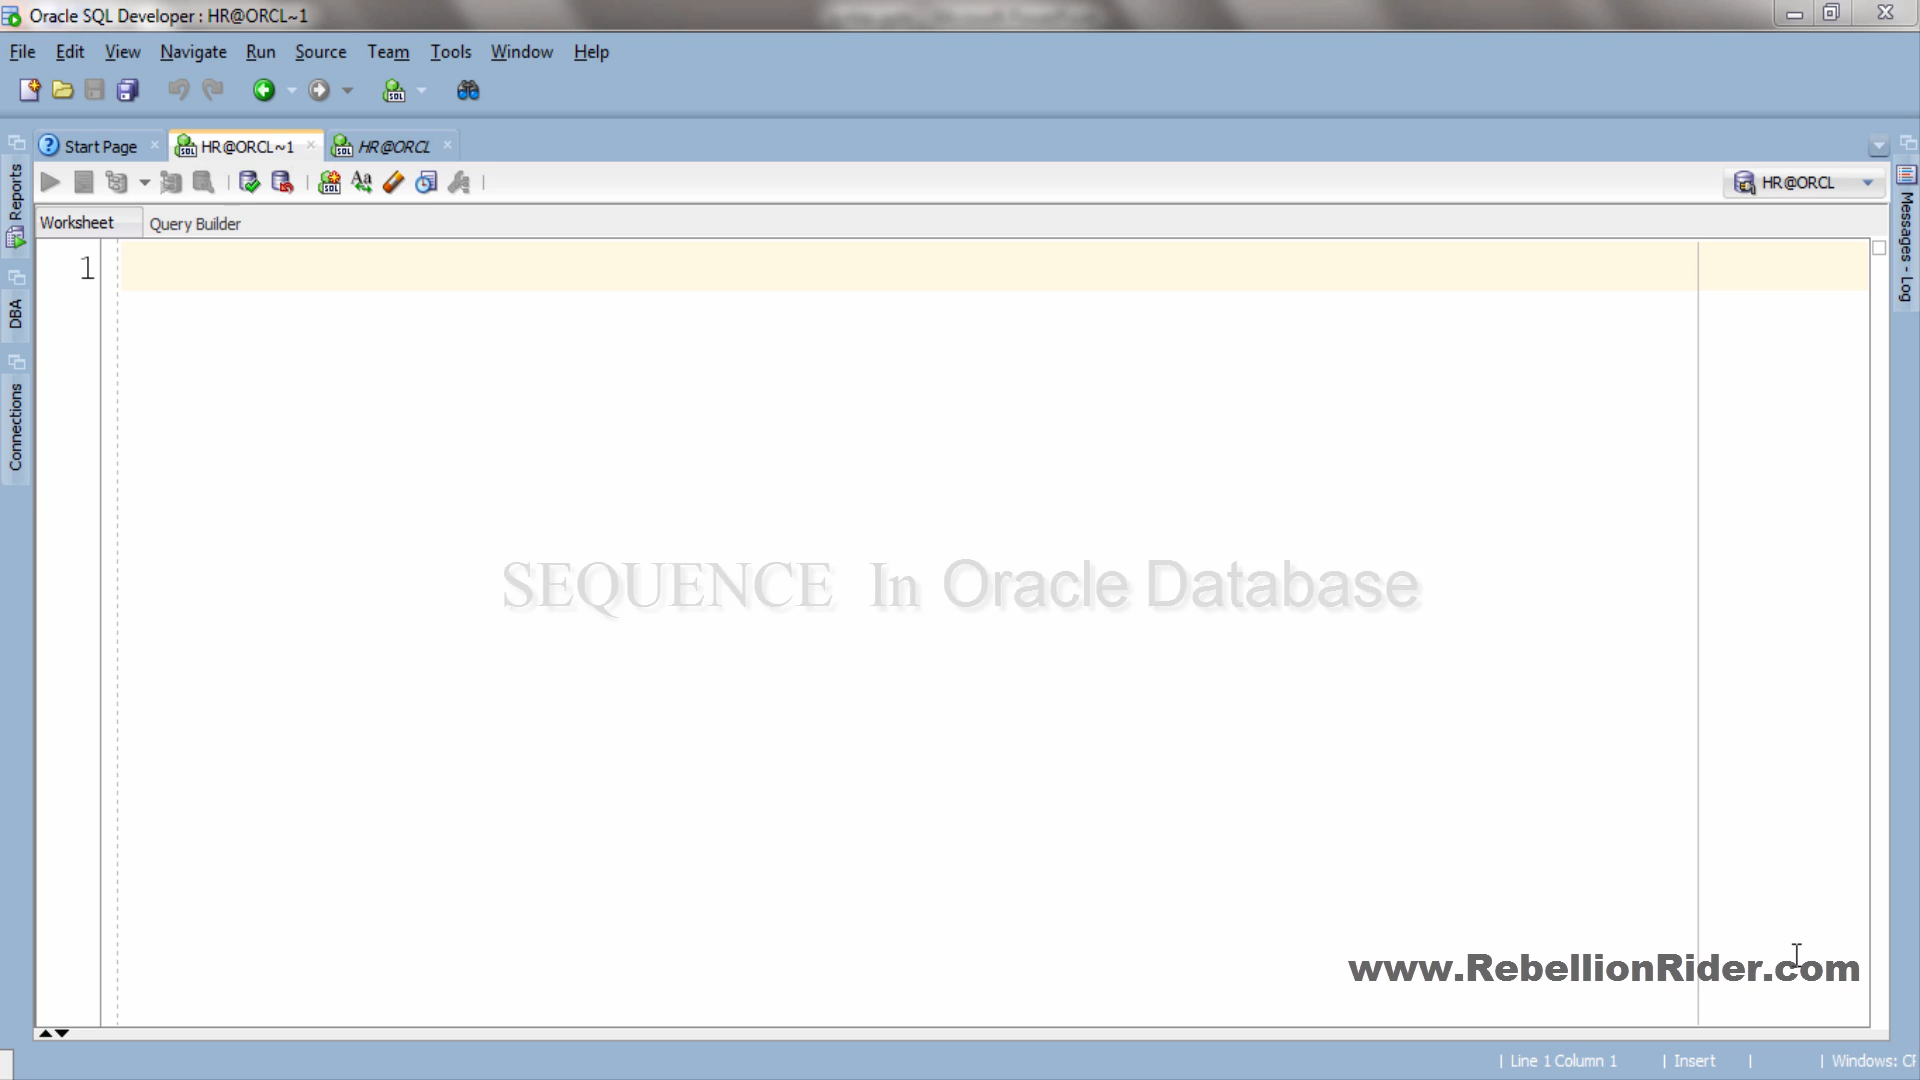 Oracle SQL Developer : HR@ORCL~1
File Edit View Navigate Run Source Team Tools Window Help
Start Page HR@ORCL~1 HR@ORCL
HR@ORCL
Worksheet Query Builder
1
Reports
DBA
Connections
Messages - Log
SEQUENCE In Oracle Database
www.RebellionRider.com
| Line 1 Column 1 | Insert | | Windows: CF